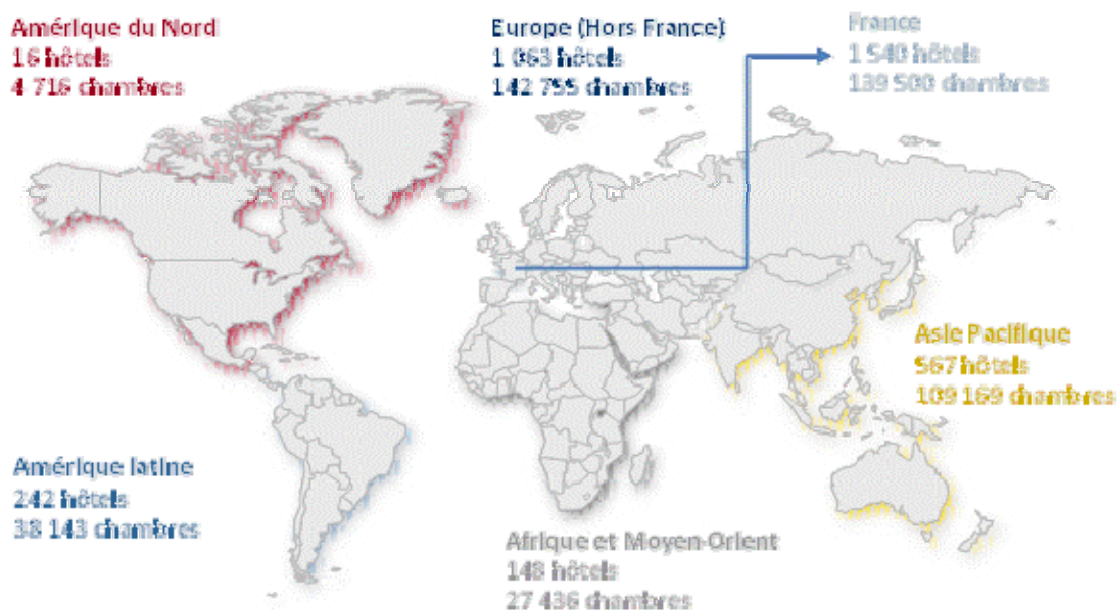 Amérique du Nord
16 hôtels
4 716 chambres
Europe (Hors France)
1 063 hôtels
142 755 chambres
France
1 540 hôtels
139 500 chambres
Asie Pacifique
567 hôtels
109 169 chambres
Amérique latine
242 hôtels
38 143 chambres
Afrique et Moyen-Orient
148 hôtels
27 436 chambres